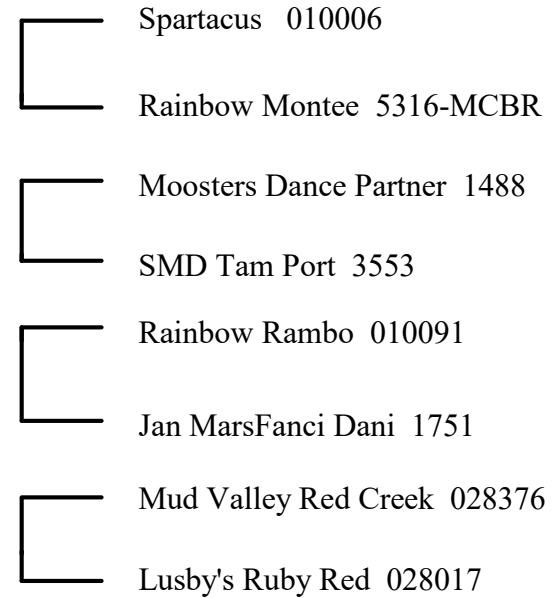 Spartacus 010006
Rainbow Montee 5316-MCBR
Moosters Dance Partner 1488
SMD Tam Port 3553
Rainbow Rambo 010091
Jan MarsFanci Dani 1751
Mud Valley Red Creek 028376
Lusby's Ruby Red 028017